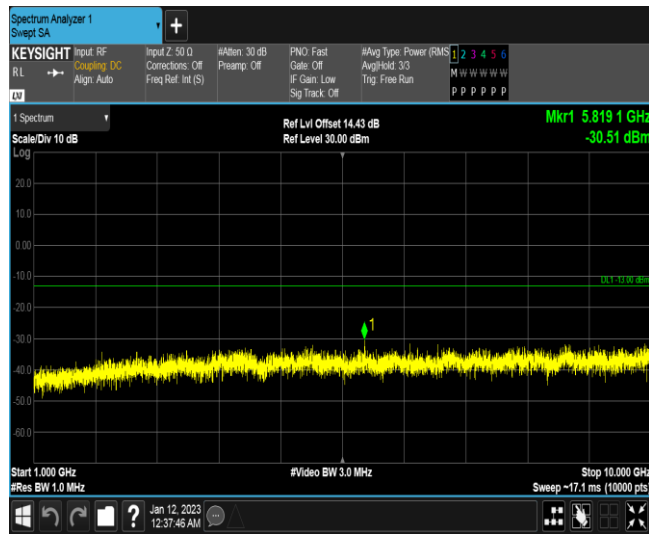 Spectrum Analyzer 1
Swept SA
KEYSIGHT
RL
LXI
Input: RF
Coupling: DC
Align: Auto
Input Z: 50 Ω
Corrections: Off
Freq Ref: Int (S)
#Atten: 30 dB
Preamp: Off
PNO: Fast
Gate: Off
IF Gain: Low
Sig Track: Off
#Avg Type: Power (RMS
Avg|Hold: 3/3
Trig: Free Run
1 2 3 4 5 6
M W W W W W
P P P P P P
1 Spectrum
Scale/Div 10 dB
Ref Lvl Offset 14.43 dB
Ref Level 30.00 dBm
Mkr1 5.819 1 GHz
-30.51 dBm
Log
20.0
10.0
0.00
-10.0
DL1 -13.00 dBm
-20.0
-30.0
1
-40.0
-50.0
-60.0
Start 1.000 GHz
#Video BW 3.0 MHz
Stop 10.000 GHz
#Res BW 1.0 MHz
Sweep ~17.1 ms (10000 pts)
?
Jan 12, 2023
12:37:46 AM